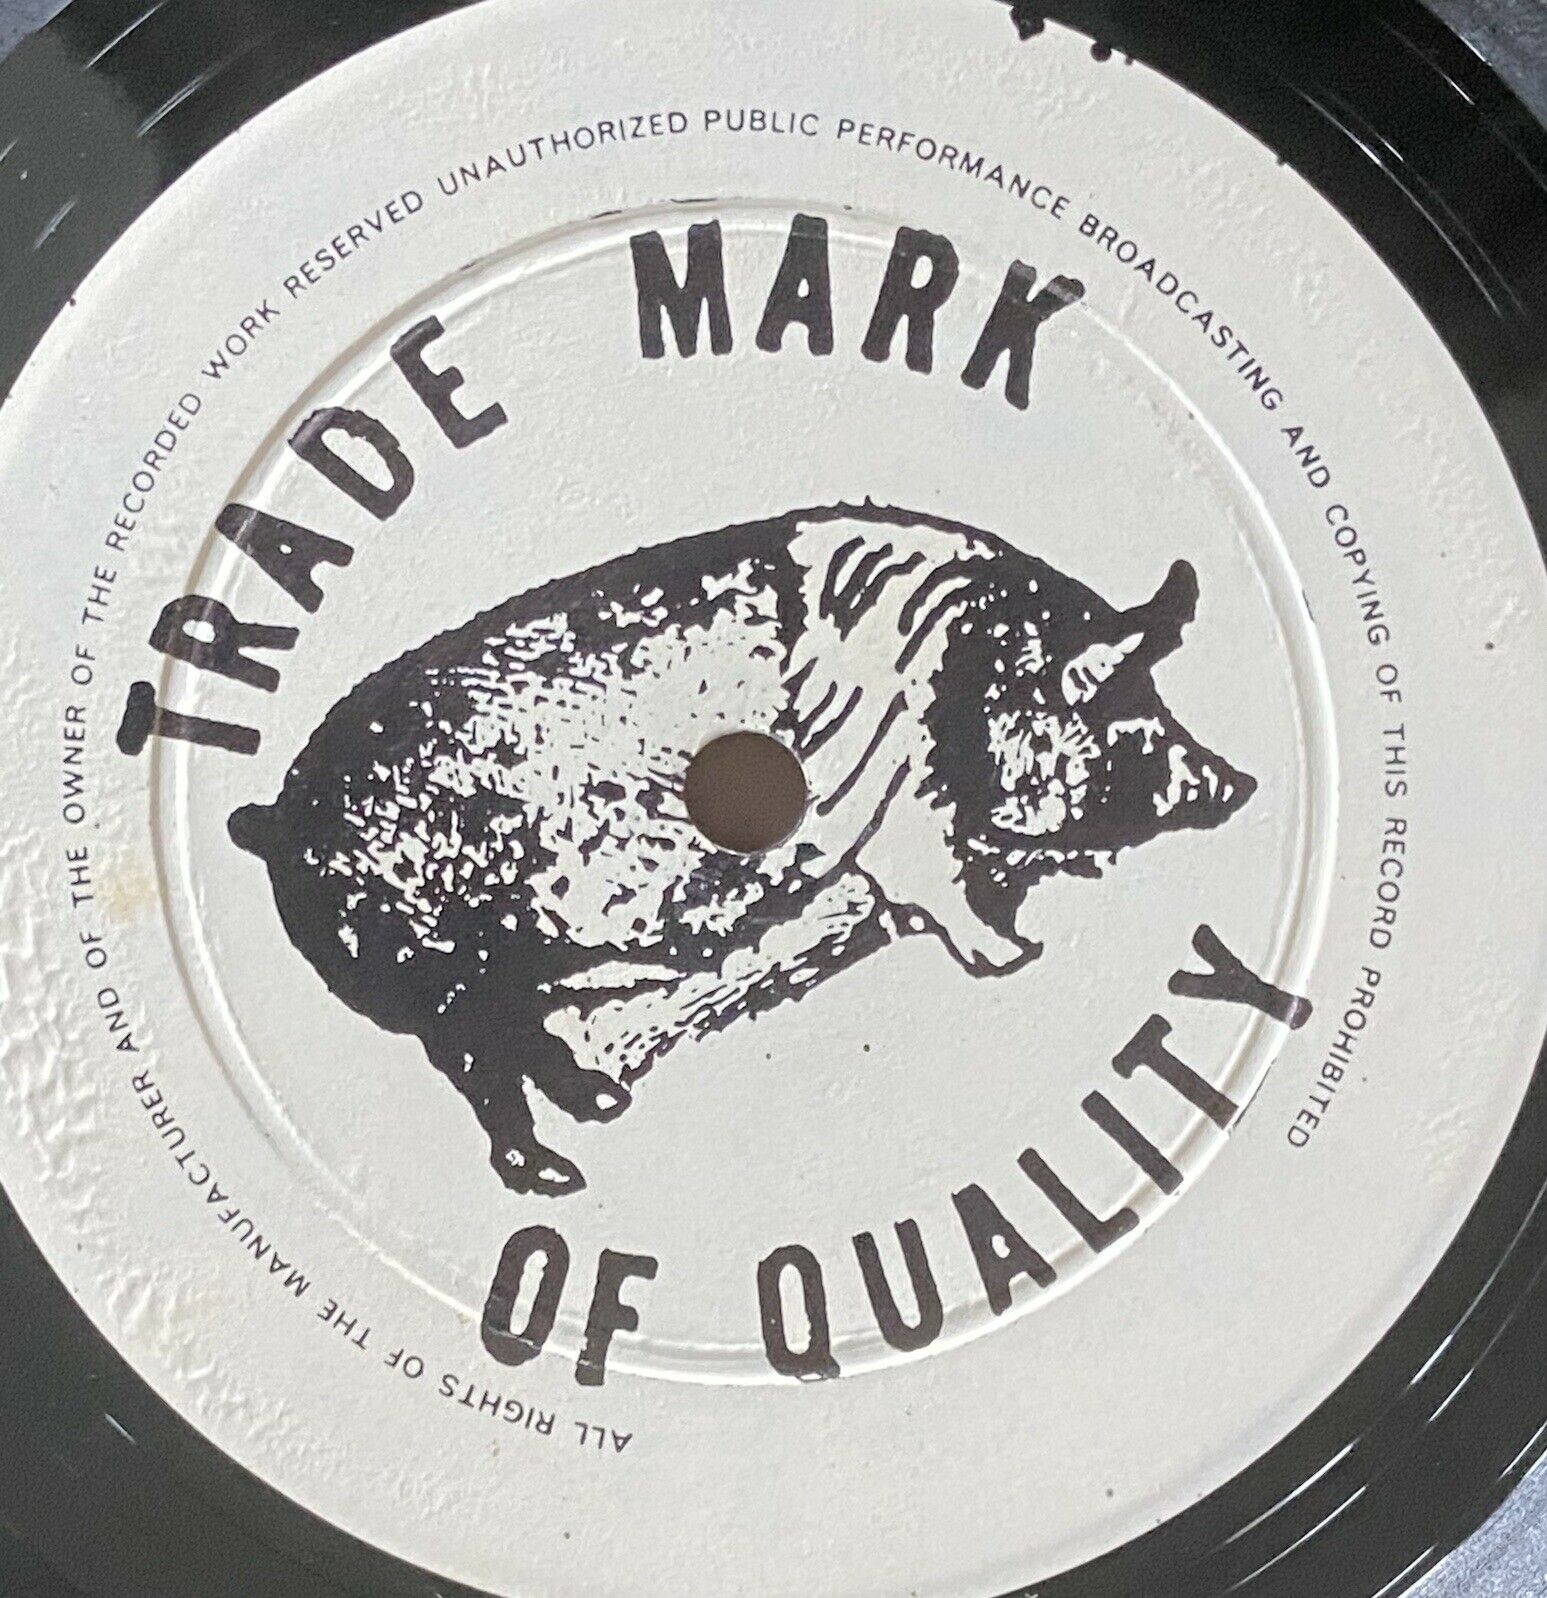 TRADE MARK
OF QUALITY
ALL RIGHTS OF THE MANUFACTURER AND OF THE OWNER OF THE RECORDED WORK RESERVED UNAUTHORIZED PUBLIC PERFORMANCE BROADCASTING AND COPYING OF THIS RECORD PROHIBITED